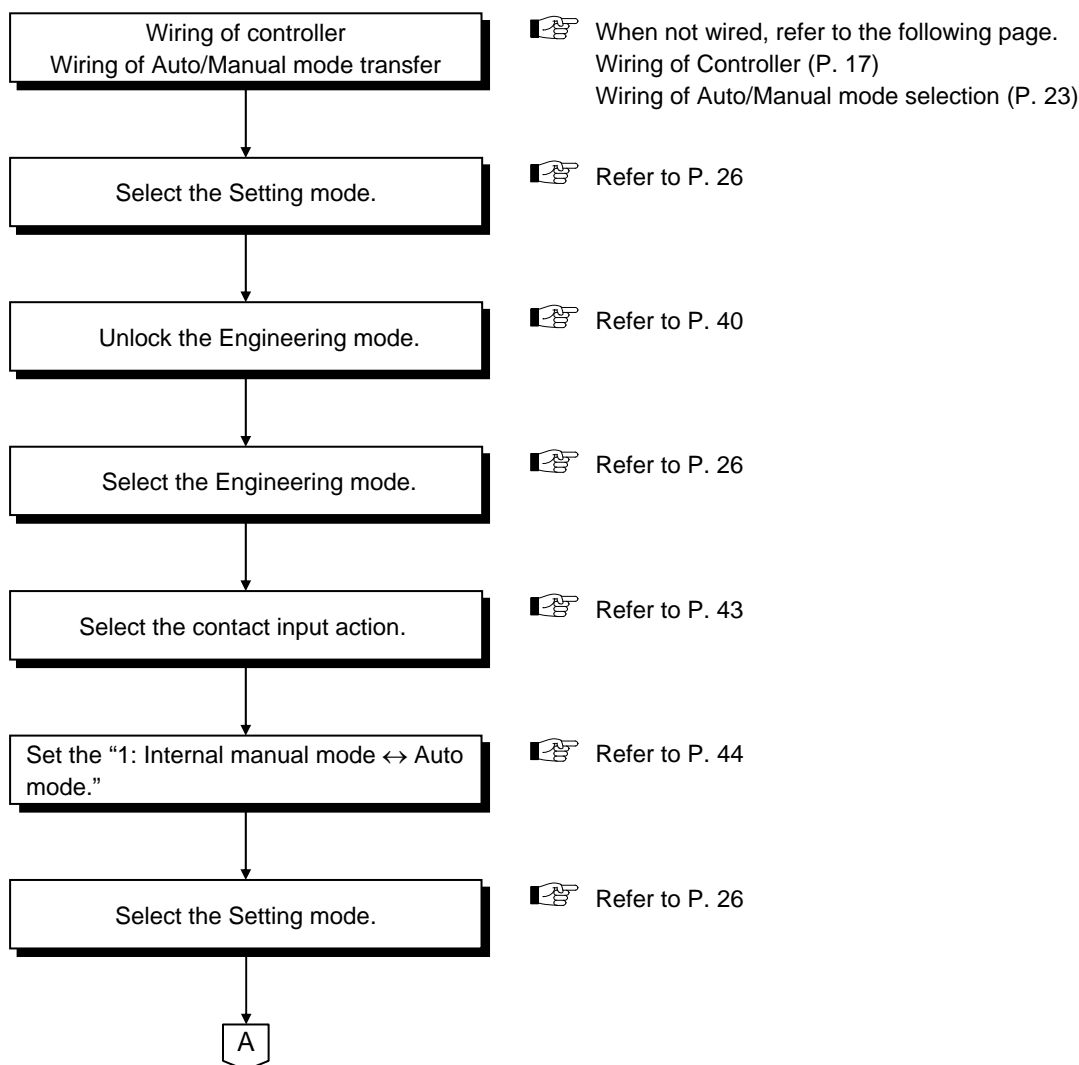 Wiring of controller
Wiring of Auto/Manual mode transfer
When not wired, refer to the following page.
Wiring of Controller (P. 17)
Wiring of Auto/Manual mode selection (P. 23)
Select the Setting mode.
Refer to P. 26
Unlock the Engineering mode.
Refer to P. 40
Select the Engineering mode.
Refer to P. 26
Select the contact input action.
Refer to P. 43
Set the “1: Internal manual mode ↔ Auto
mode.”
Refer to P. 44
Select the Setting mode.
Refer to P. 26
A